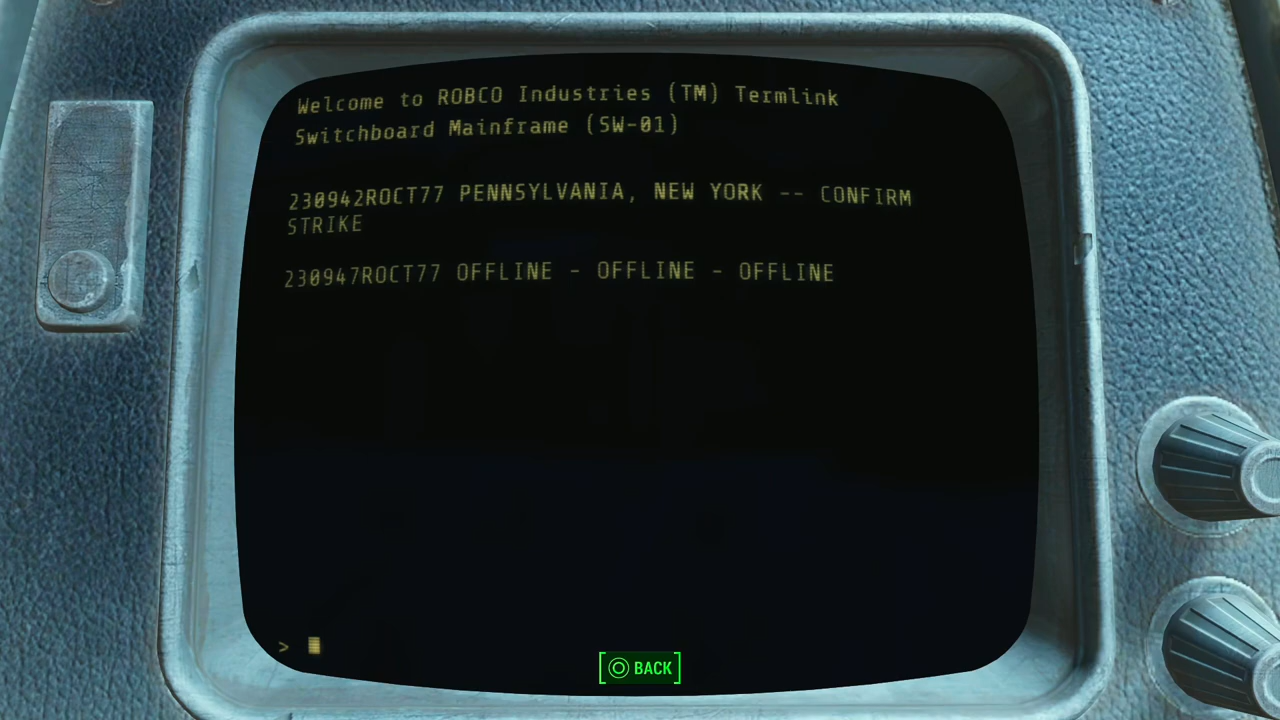 Welcome to ROBCO Industries (TM) Termlink
Switchboard Mainframe (SW-01)
230942ROCT77 PENNSYLVANIA, NEW YORK -- CONFIRM
STRIKE
230947ROCT77 OFFLINE - OFFLINE - OFFLINE
>
BACK